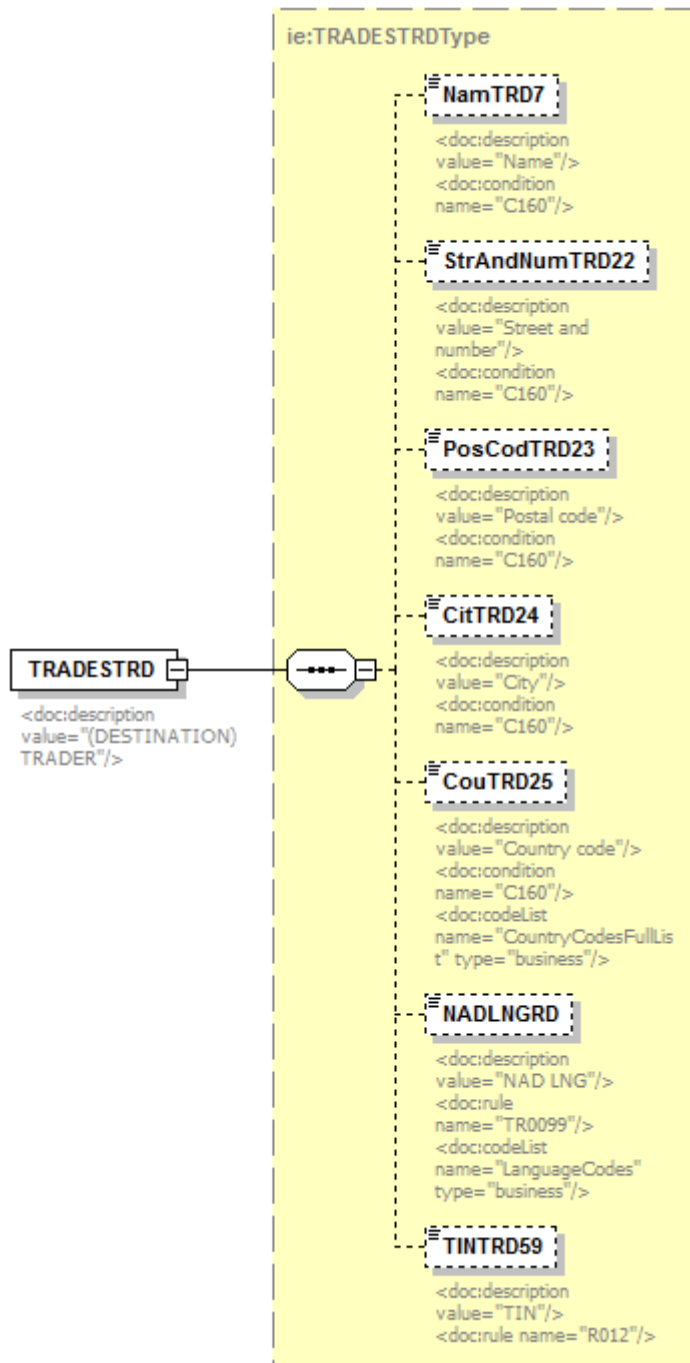 ie:TRADESTRDType
NamTRD7
<doc:description
value="Name"/>
<doc:condition
name="C160"/>
StrAndNumTRD22
<doc:description
value="Street and
number"/>
<doc:condition
name="C160"/>
PosCodTRD23
<doc:description
value="Postal code"/>
<doc:condition
name="C160"/>
CitTRD24
<doc:description
value="City"/>
<doc:condition
name="C160"/>
TRADESTRD
<doc:description
value="(DESTINATION)
TRADER"/>
CouTRD25
<doc:description
value="Country code"/>
<doc:condition
name="C160"/>
<doc:codeList
name="CountryCodesFullLis
t" type="business"/>
NADLNGRD
<doc:description
value="NAD LNG"/>
<doc:rule
name="TR0099"/>
<doc:codeList
name="LanguageCodes"
type="business"/>
TINTRD59
<doc:description
value="TIN"/>
<doc:rule name="R012"/>